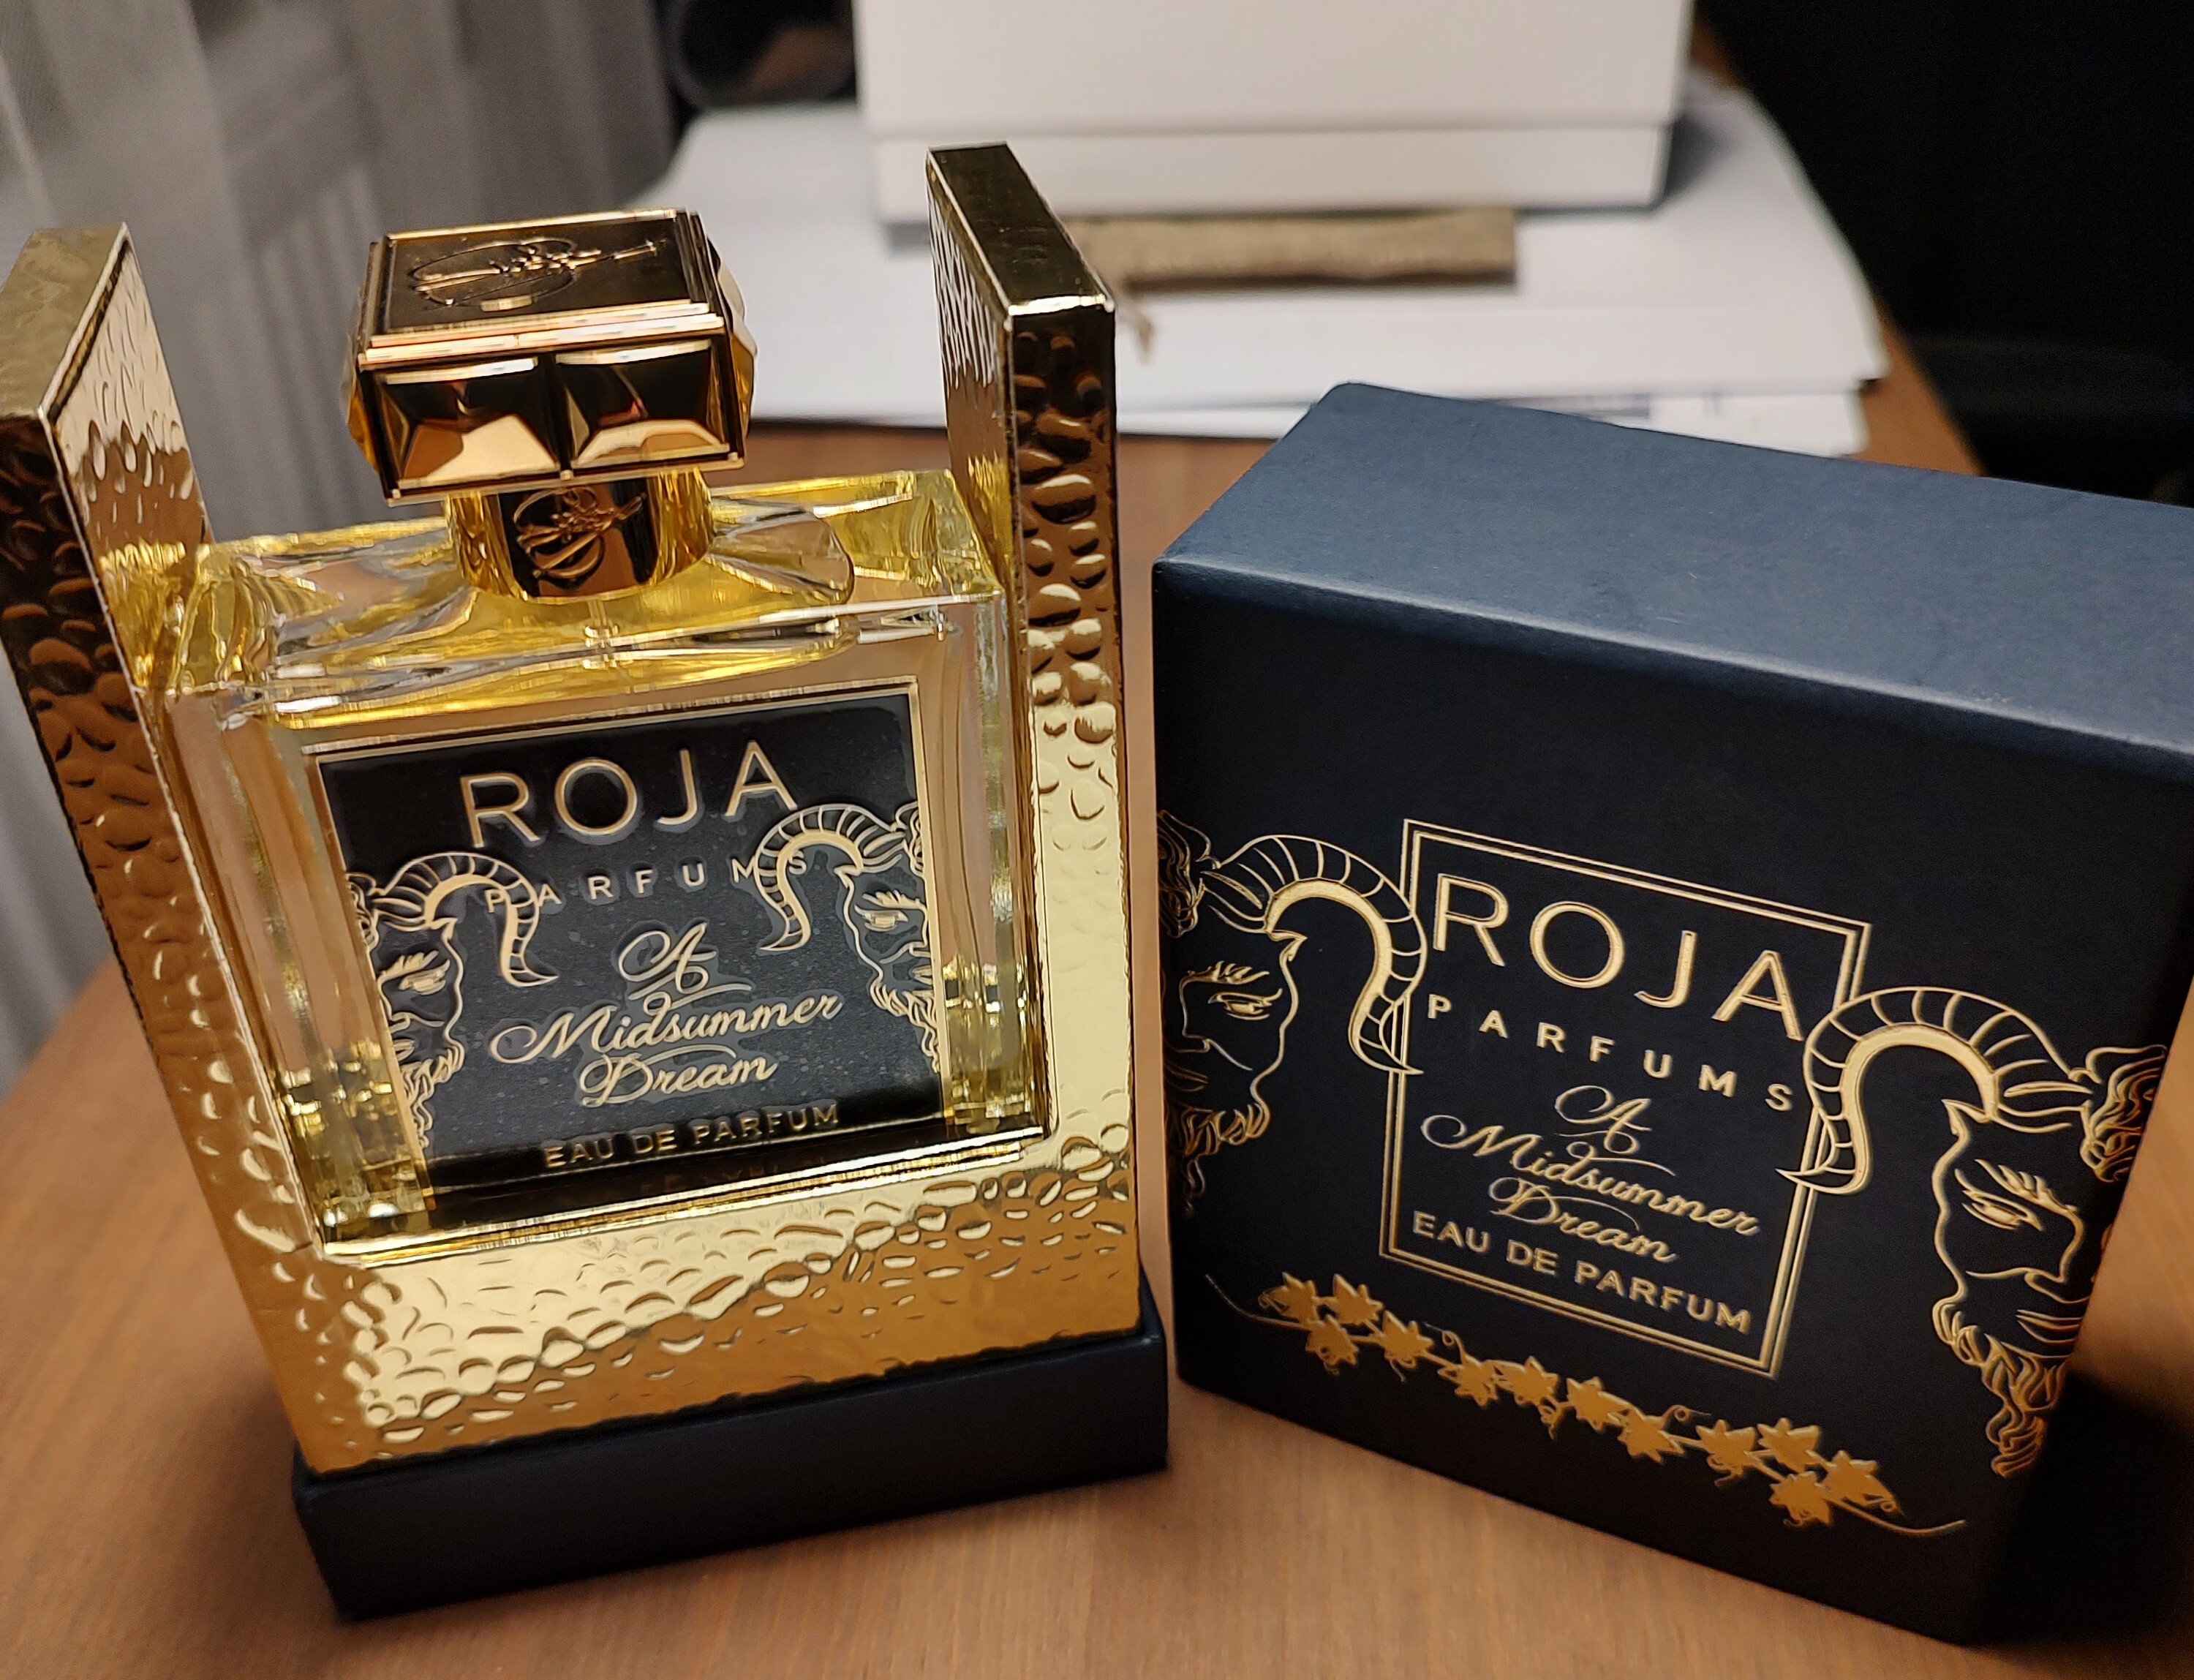 ROJA
PARFUMS
A
Midsummer
Dream
EAU DE PARFUM
ROJA
PARFUMS
A
Midsummer
Dream
EAU DE PARFUM